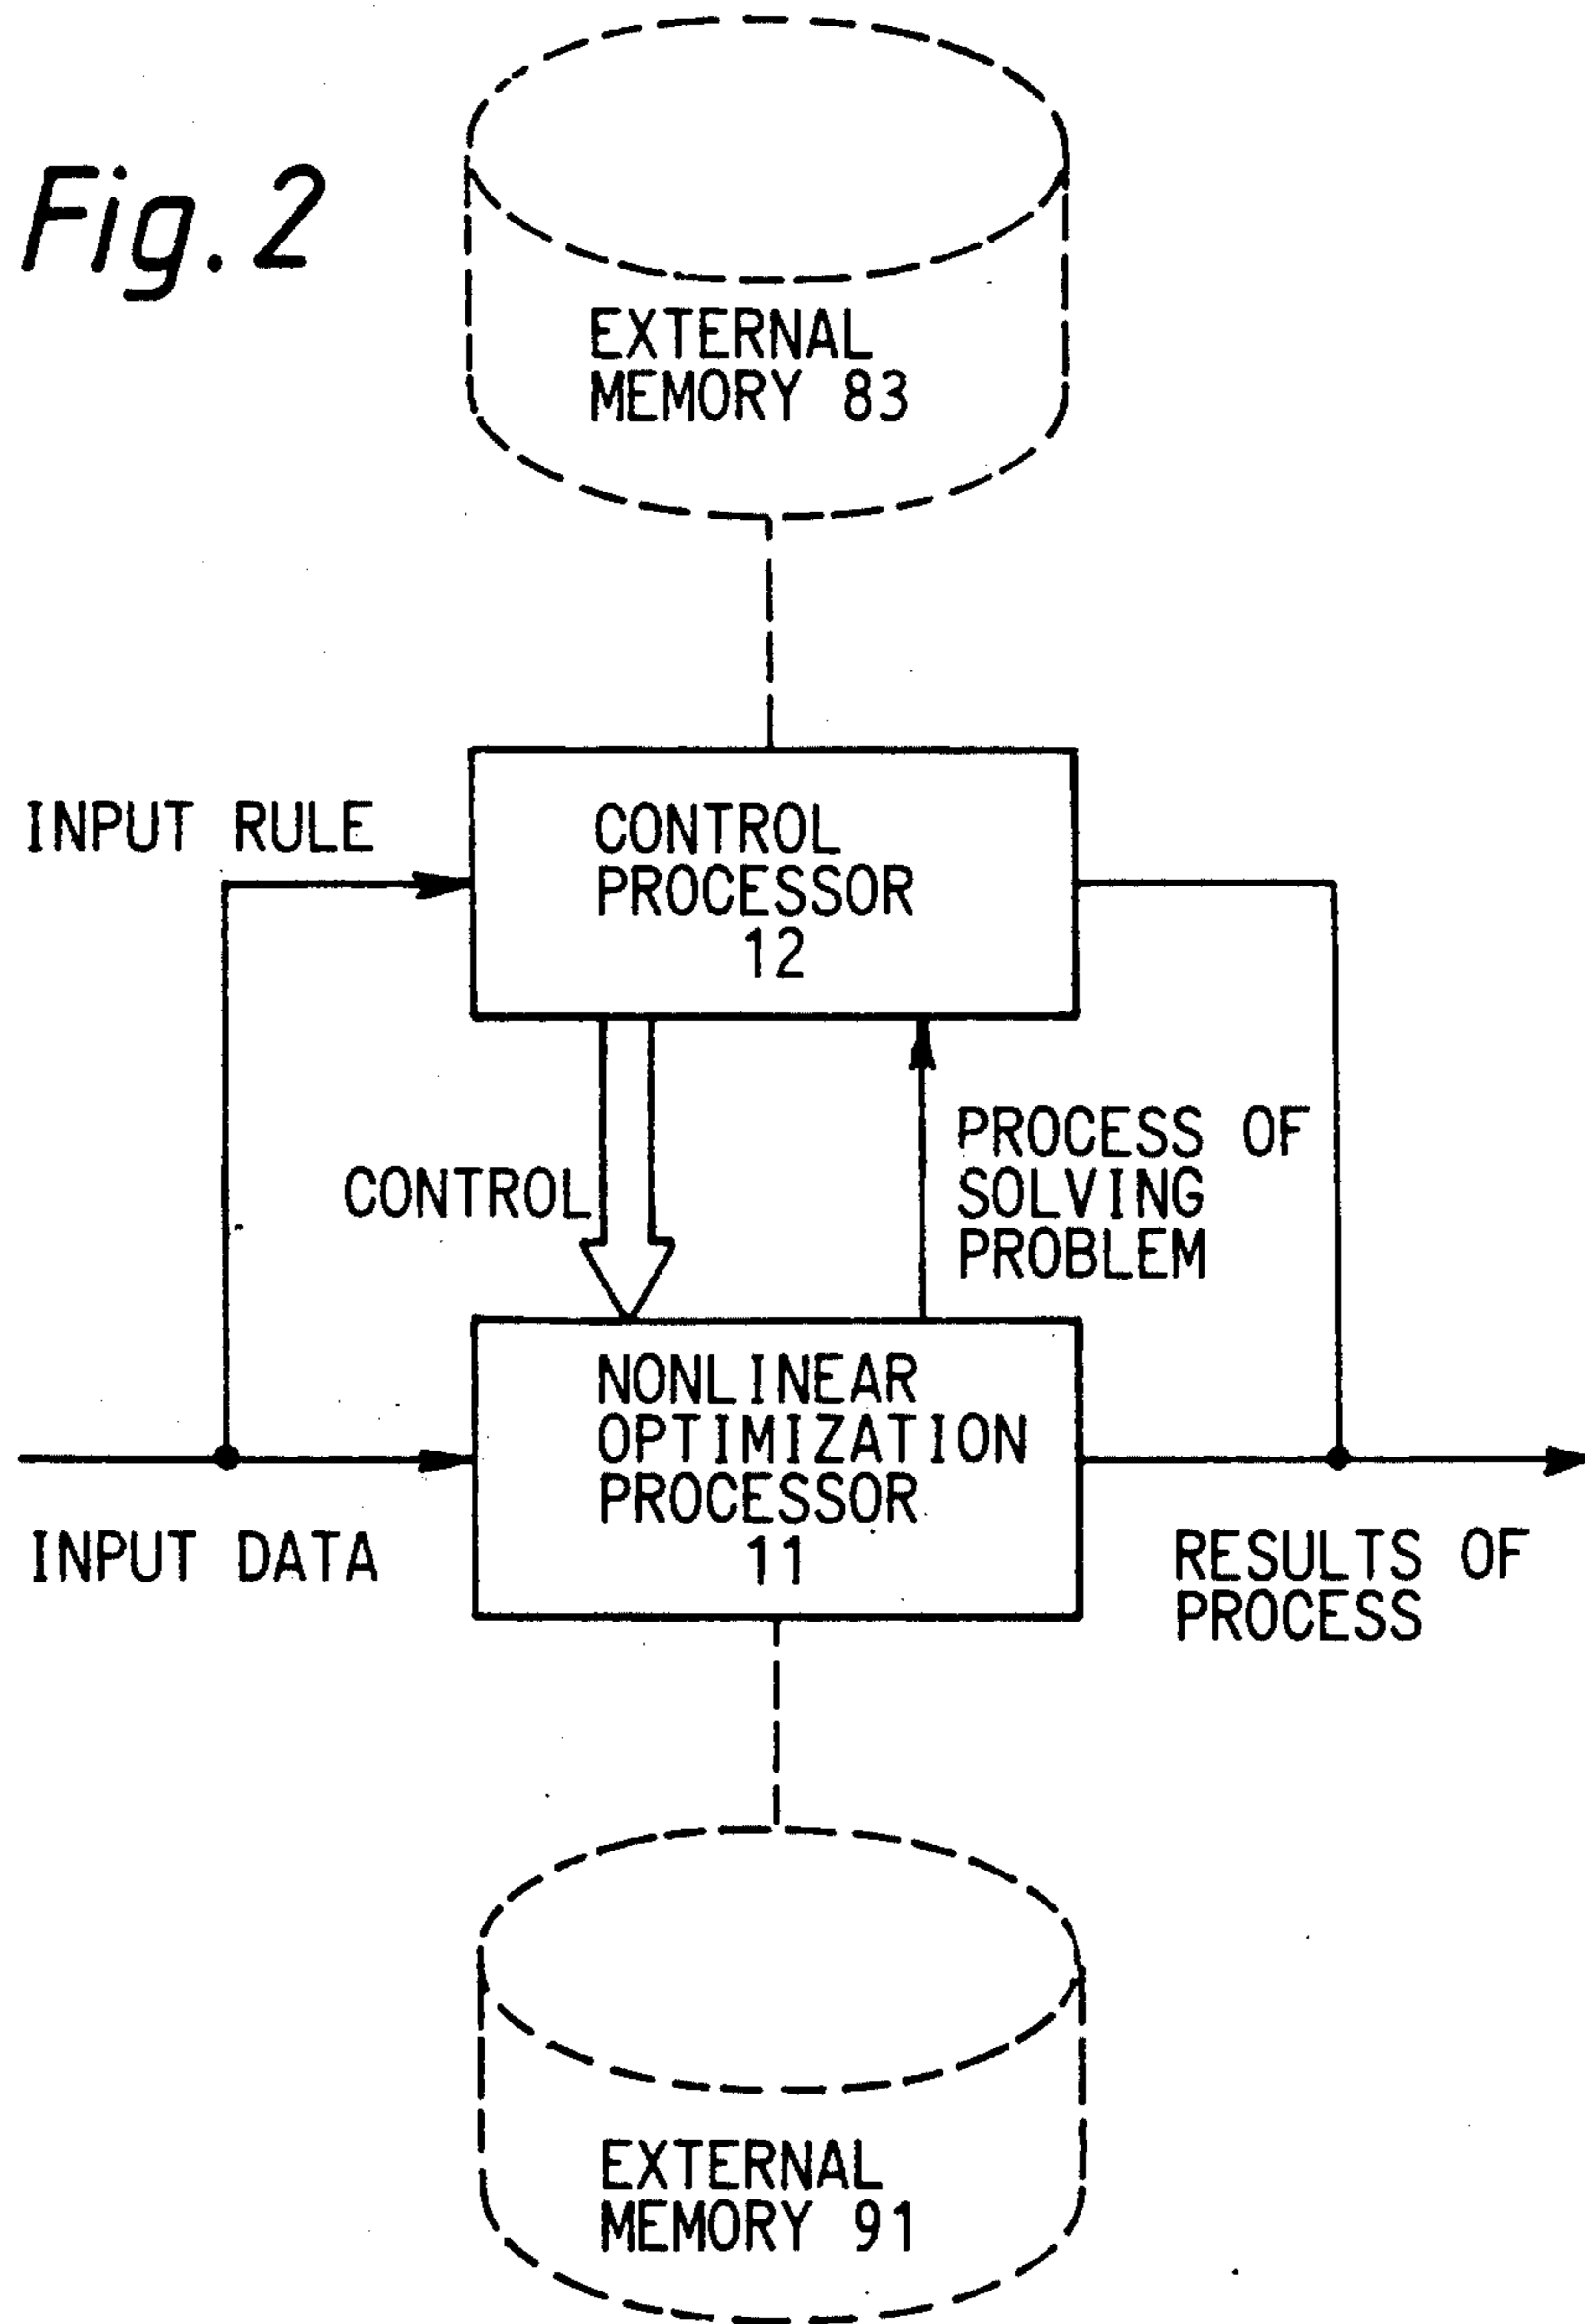 Fig. 2
EXTERNAL
MEMORY 83
INPUT RULE
CONTROL
PROCESSOR
12
CONTROL
PROCESS OF
SOLVING
PROBLEM
NONLINEAR
OPTIMIZATION
PROCESSOR
11
INPUT DATA
RESULTS OF
PROCESS
EXTERNAL
MEMORY 91